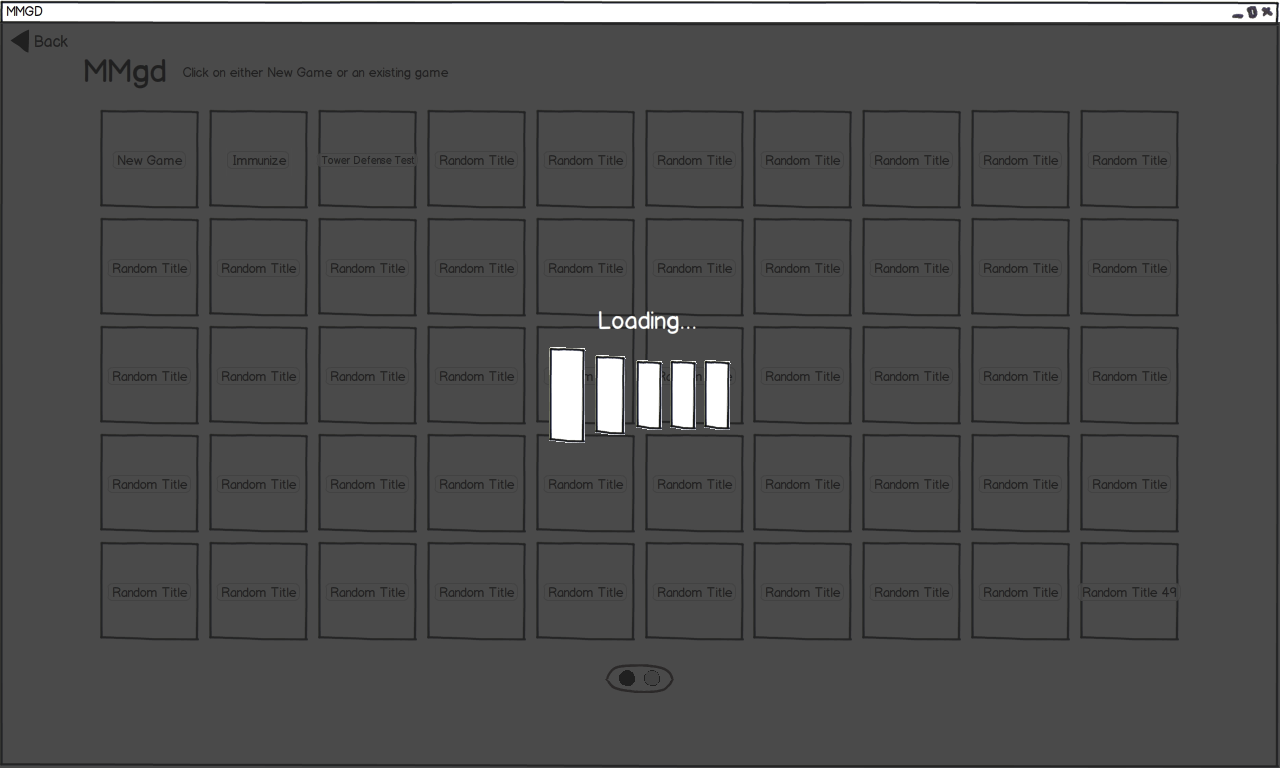 MMGD
Back
MMgd Click on either New Game or an existing game
New Game Immunize Tower Defense Test Random Title Random Title Random Title Random Title Random Title Random Title Random Title
Random Title Random Title Random Title Random Title Random Title Random Title Random Title Random Title Random Title Random Title
Loading...
Random Title Random Title Random Title Random Title Random Title Random Title Random Title
Random Title Random Title Random Title Random Title Random Title Random Title Random Title Random Title Random Title Random Title
Random Title Random Title Random Title Random Title Random Title Random Title Random Title Random Title Random Title Random Title 49